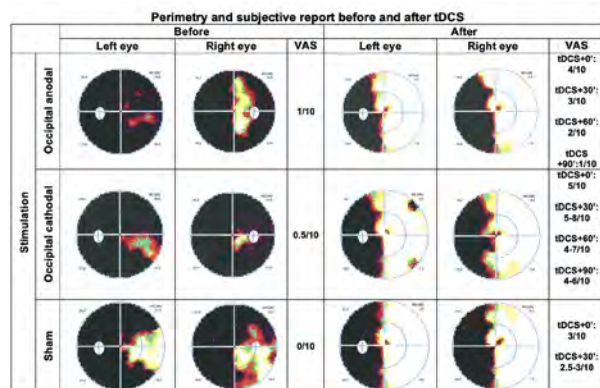 Perimetry and subjective report before and after tDCS
Before
After
Left eye
Right eye
VAS
Left eye
Right eye
VAS
Stimulation
Occipital anodal
1/10
tDCS+0':
4/10
tDCS+30':
3/10
tDCS+60':
2/10
tDCS
+90':1/10
Occipital cathodal
0.5/10
tDCS+0':
5/10
tDCS+30':
5-8/10
tDCS+60':
4-7/10
tDCS+90':
4-6/10
Sham
0/10
tDCS+0':
3/10
tDCS+30':
2.5-3/10